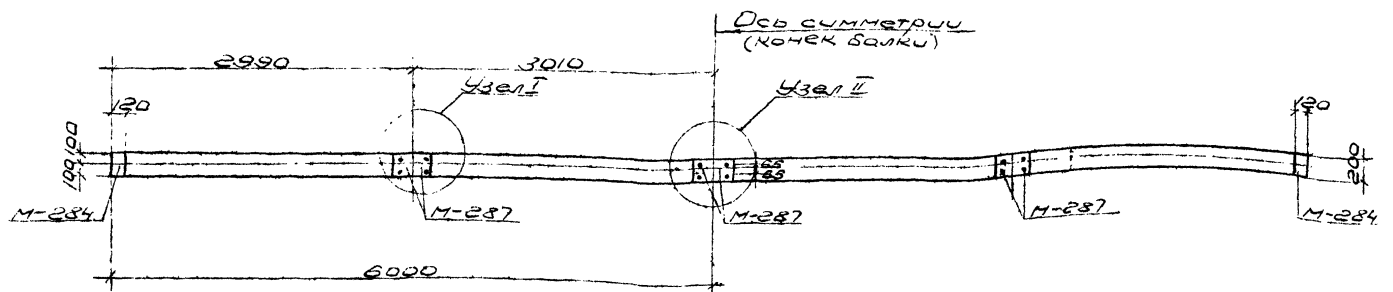 Ось симметрии
(конек балки)
2990
3010
Узел I
Узел II
120
120
100 100
65
65
200
М-284
М-287
М-287
М-287
М-284
6000